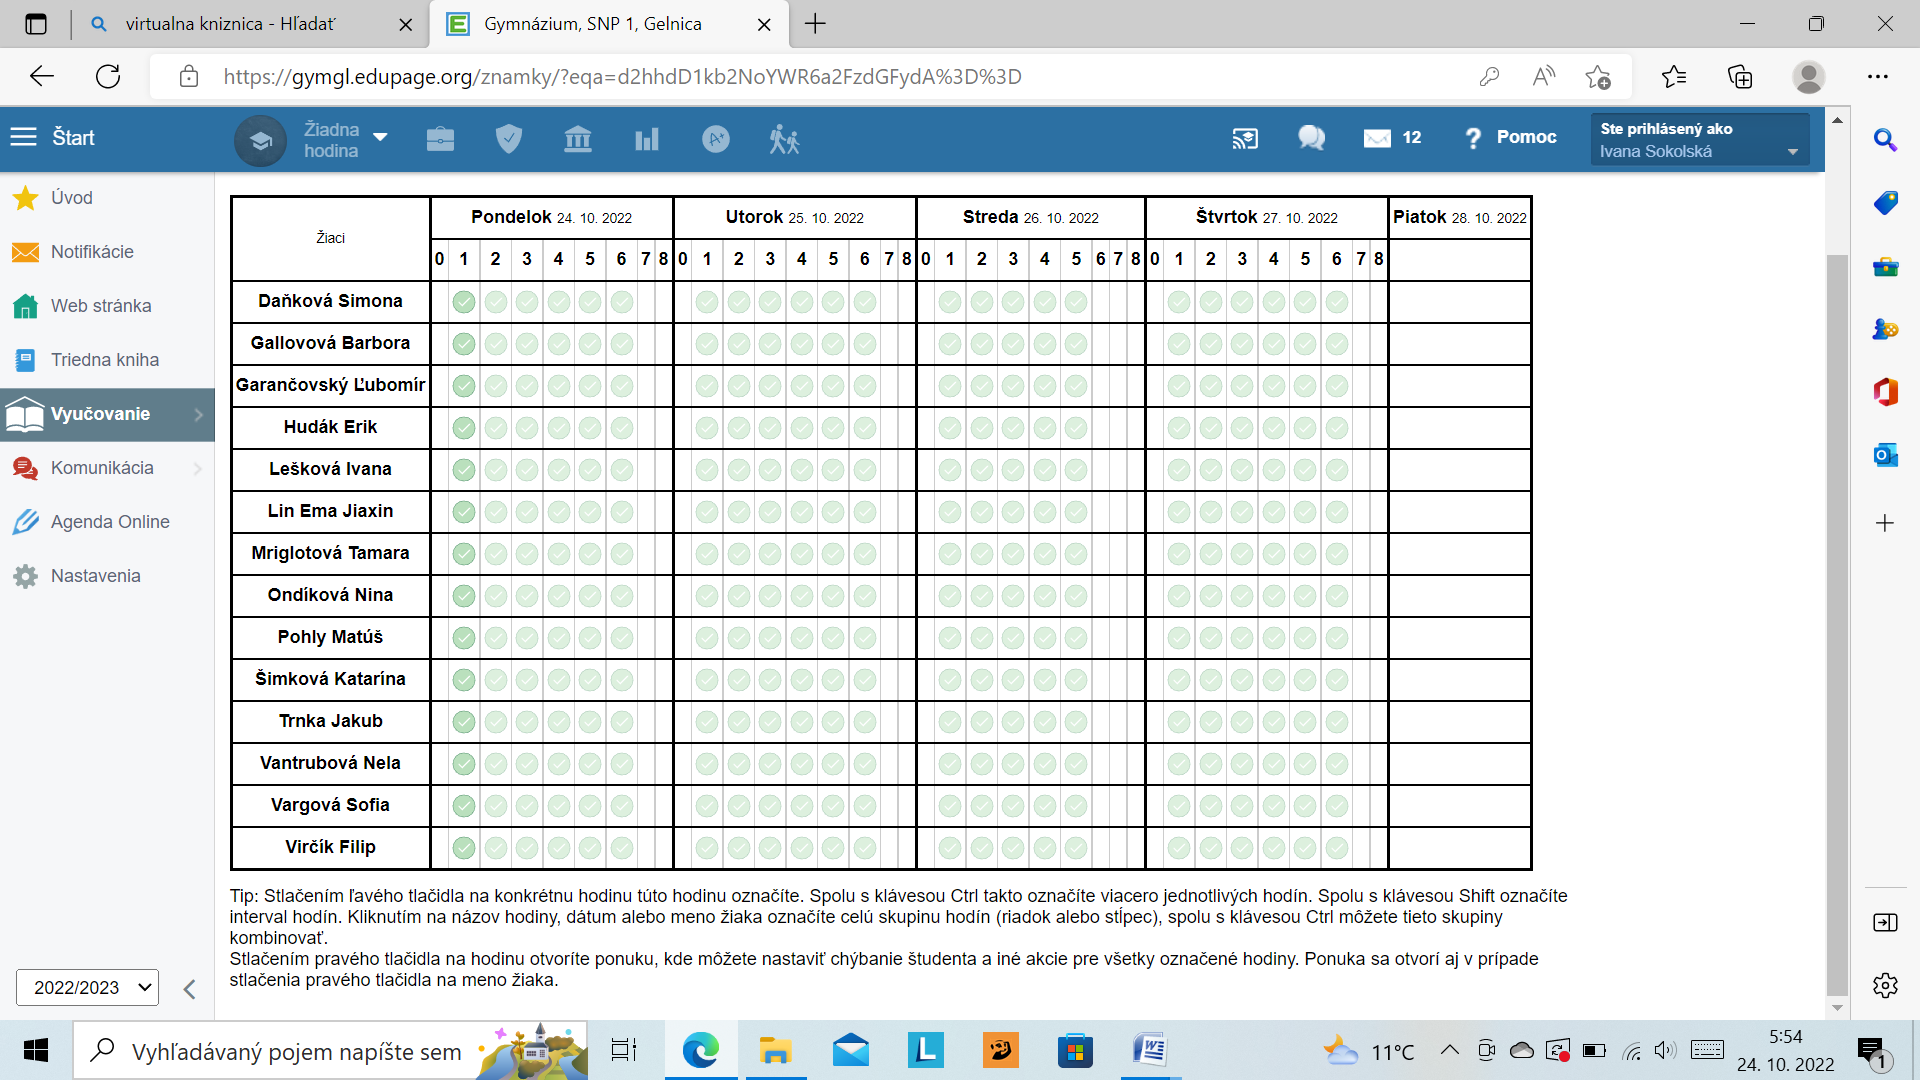 virtualna kniznica - Hľadať
Gymnázium, SNP 1, Gelnica
https://gymgl.edupage.org/znamky/?eqa=d2hhdD1kb2NoYWR6a2FzdGFydA%3D%3D
Štart
Žiadna
hodina
12
Pomoc
Ste prihlásený ako
Ivana Sokolská
Úvod
Notifikácie
Web stránka
Triedna kniha
Vyučovanie
Komunikácia
Agenda Online
Nastavenia
2022/2023
Žiaci
Pondelok 24. 10. 2022 Utorok 25. 10. 2022 Streda 26. 10. 2022 Štvrtok 27. 10. 2022 Piatok 28. 10. 2022
0 1 2 3 4 5 6 7 8 0 1 2 3 4 5 6 7 8 0 1 2 3 4 5 6 7 8 0 1 2 3 4 5 6 7 8
Daňková Simona
Gallovová Barbora
Garančovský Ľubomír
Hudák Erik
Lešková Ivana
Lin Ema Jiaxin
Mriglotová Tamara
Ondíková Nina
Pohly Matúš
Šimková Katarína
Trnka Jakub
Vantrubová Nela
Vargová Sofia
Virčík Filip
Tip: Stlačením ľavého tlačidla na konkrétnu hodinu túto hodinu označíte. Spolu s klávesou Ctrl takto označíte viacero jednotlivých hodín. Spolu s klávesou Shift označíte
interval hodín. Kliknutím na názov hodiny, dátum alebo meno žiaka označíte celú skupinu hodín (riadok alebo stĺpec), spolu s klávesou Ctrl môžete tieto skupiny
kombinovať.
Stlačením pravého tlačidla na hodinu otvoríte ponuku, kde môžete nastaviť chýbanie študenta a iné akcie pre všetky označené hodiny. Ponuka sa otvorí aj v prípade
stlačenia pravého tlačidla na meno žiaka.
Vyhľadávaný pojem napíšte sem
11°C
5:54
24. 10. 2022
1